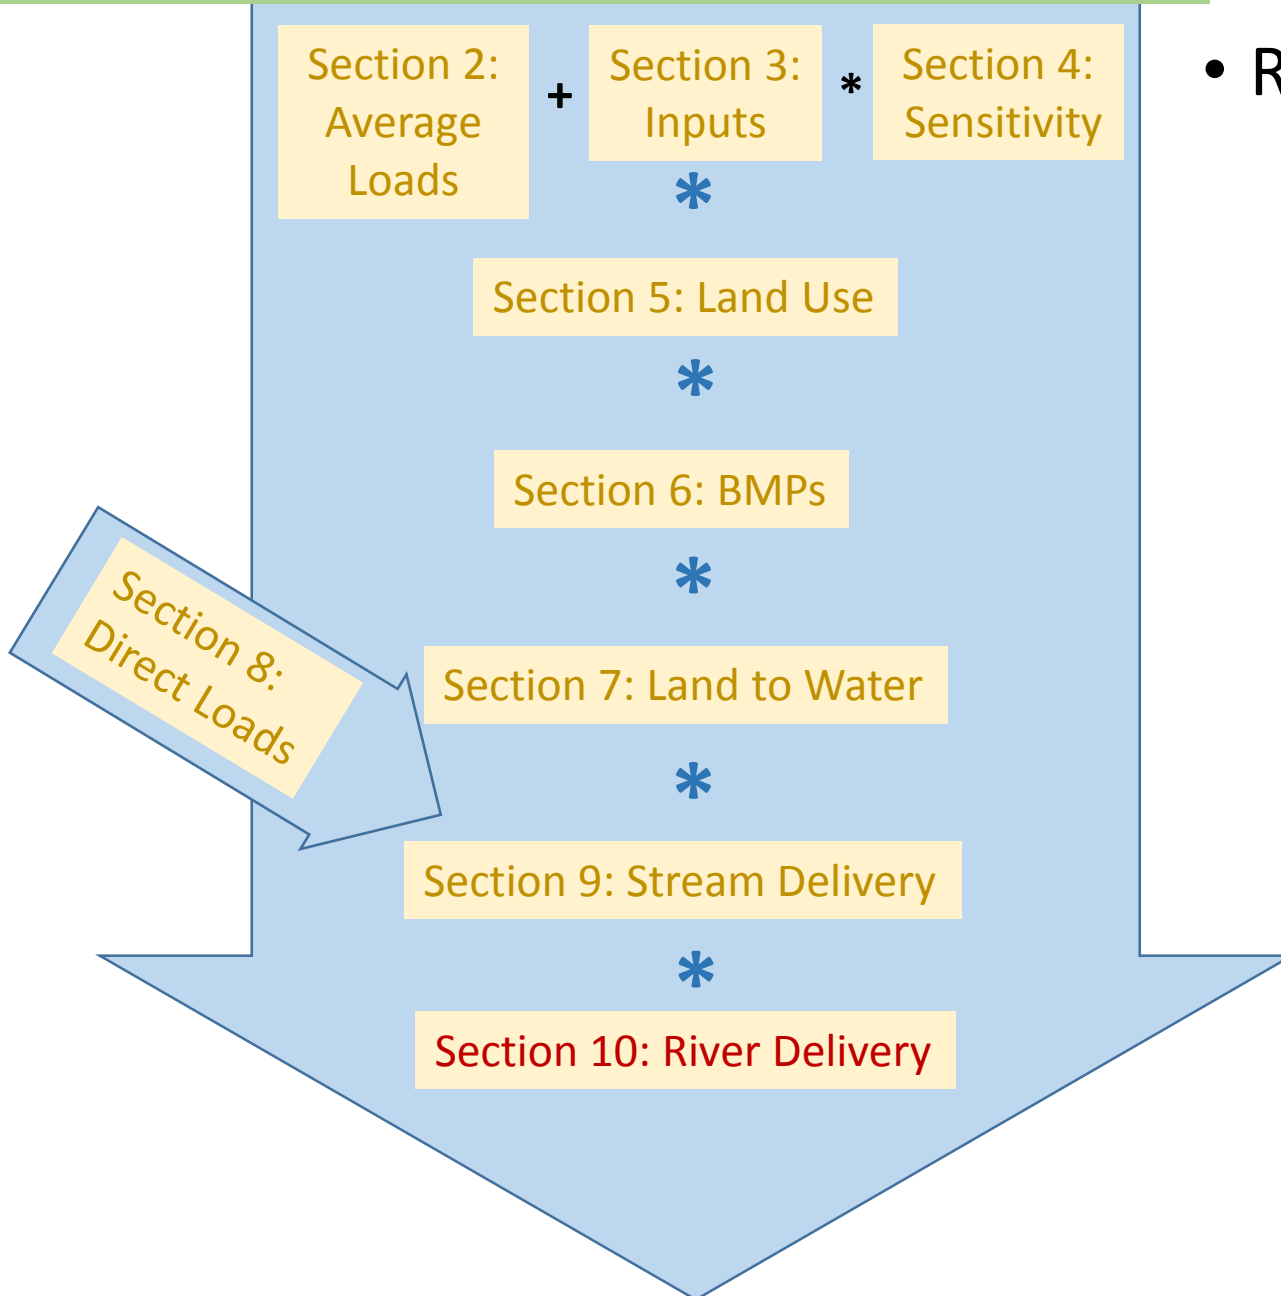 Section 2:
Average
Loads
+
Section 3:
Inputs
*
Section 4:
Sensitivity
*
Section 5: Land Use
*
Section 6: BMPs
*
Section 7: Land to Water
Section 8:
Direct Loads
*
Section 9: Stream Delivery
*
Section 10: River Delivery
• R